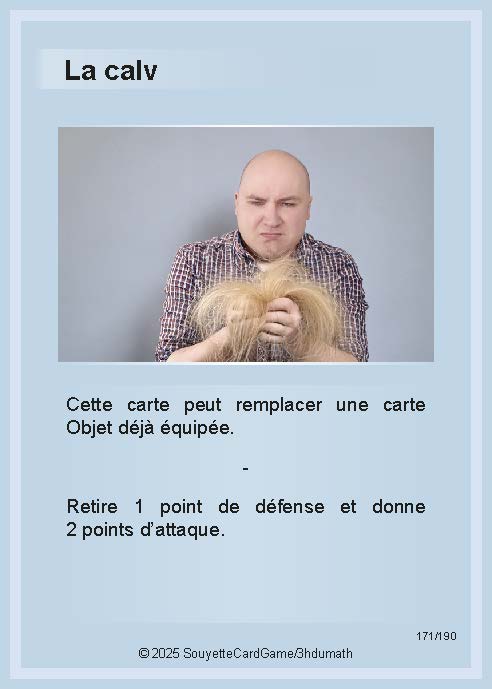 La calv
Cette carte peut remplacer une carte
Objet déjà équipée.
-
Retire 1 point de défense et donne
2 points d'attaque.
171/190
© 2025 SouyetteCardGame/3hdumath